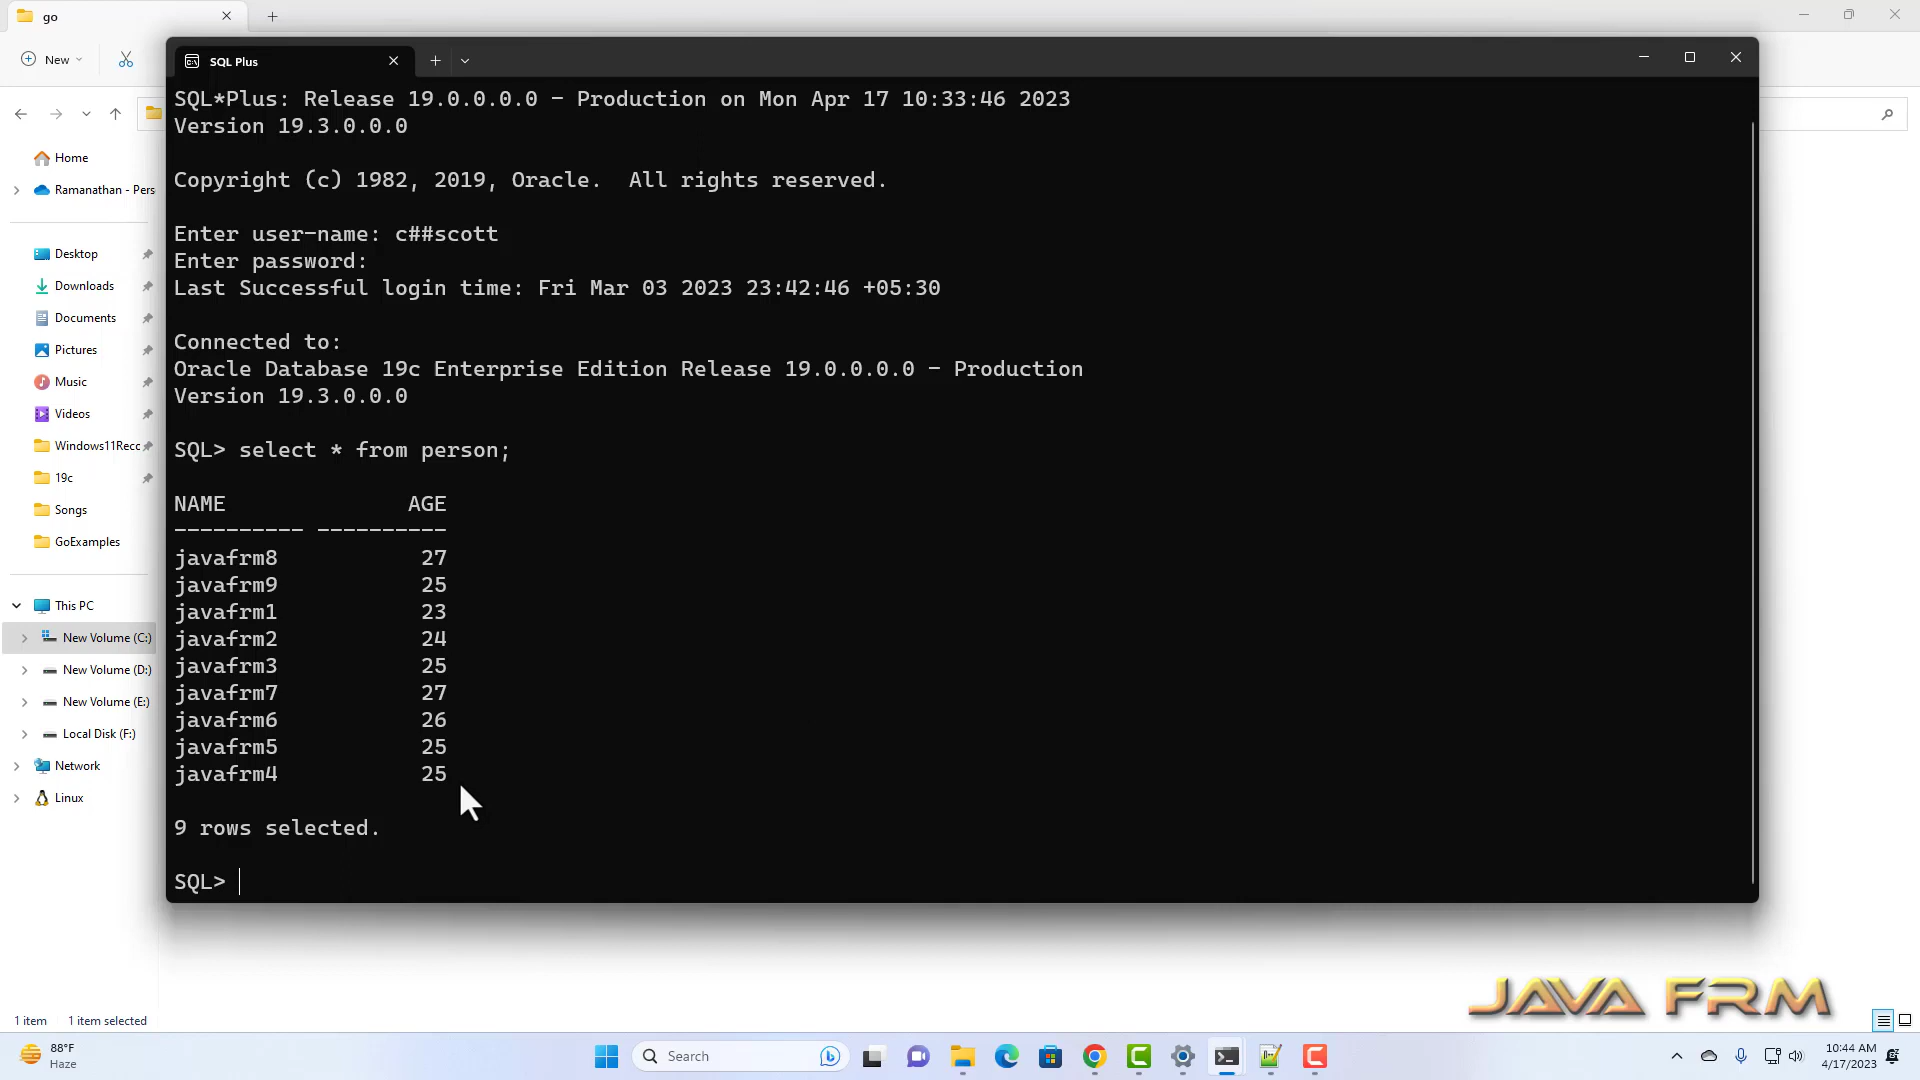 go
New
SQL Plus
SQL*Plus: Release 19.0.0.0.0 - Production on Mon Apr 17 10:33:46 2023
Version 19.3.0.0.0
Copyright (c) 1982, 2019, Oracle.  All rights reserved.
Enter user-name: c##scott
Enter password:
Last Successful login time: Fri Mar 03 2023 23:42:46 +05:30
Connected to:
Oracle Database 19c Enterprise Edition Release 19.0.0.0.0 - Production
Version 19.3.0.0.0
SQL> select * from person;
NAME              AGE
---------- ----------
javafrm8           27
javafrm9           25
javafrm1           23
javafrm2           24
javafrm3           25
javafrm7           27
javafrm6           26
javafrm5           25
javafrm4           25
9 rows selected.
SQL>
Home
Ramanathan - Pers
Desktop
Downloads
Documents
Pictures
Music
Videos
Windows11Recc
19c
Songs
GoExamples
This PC
New Volume (C:)
New Volume (D:)
New Volume (E:)
Local Disk (F:)
Network
Linux
JAVA FRM
1 item 1 item selected
88°F
Haze
Search
10:44 AM
4/17/2023